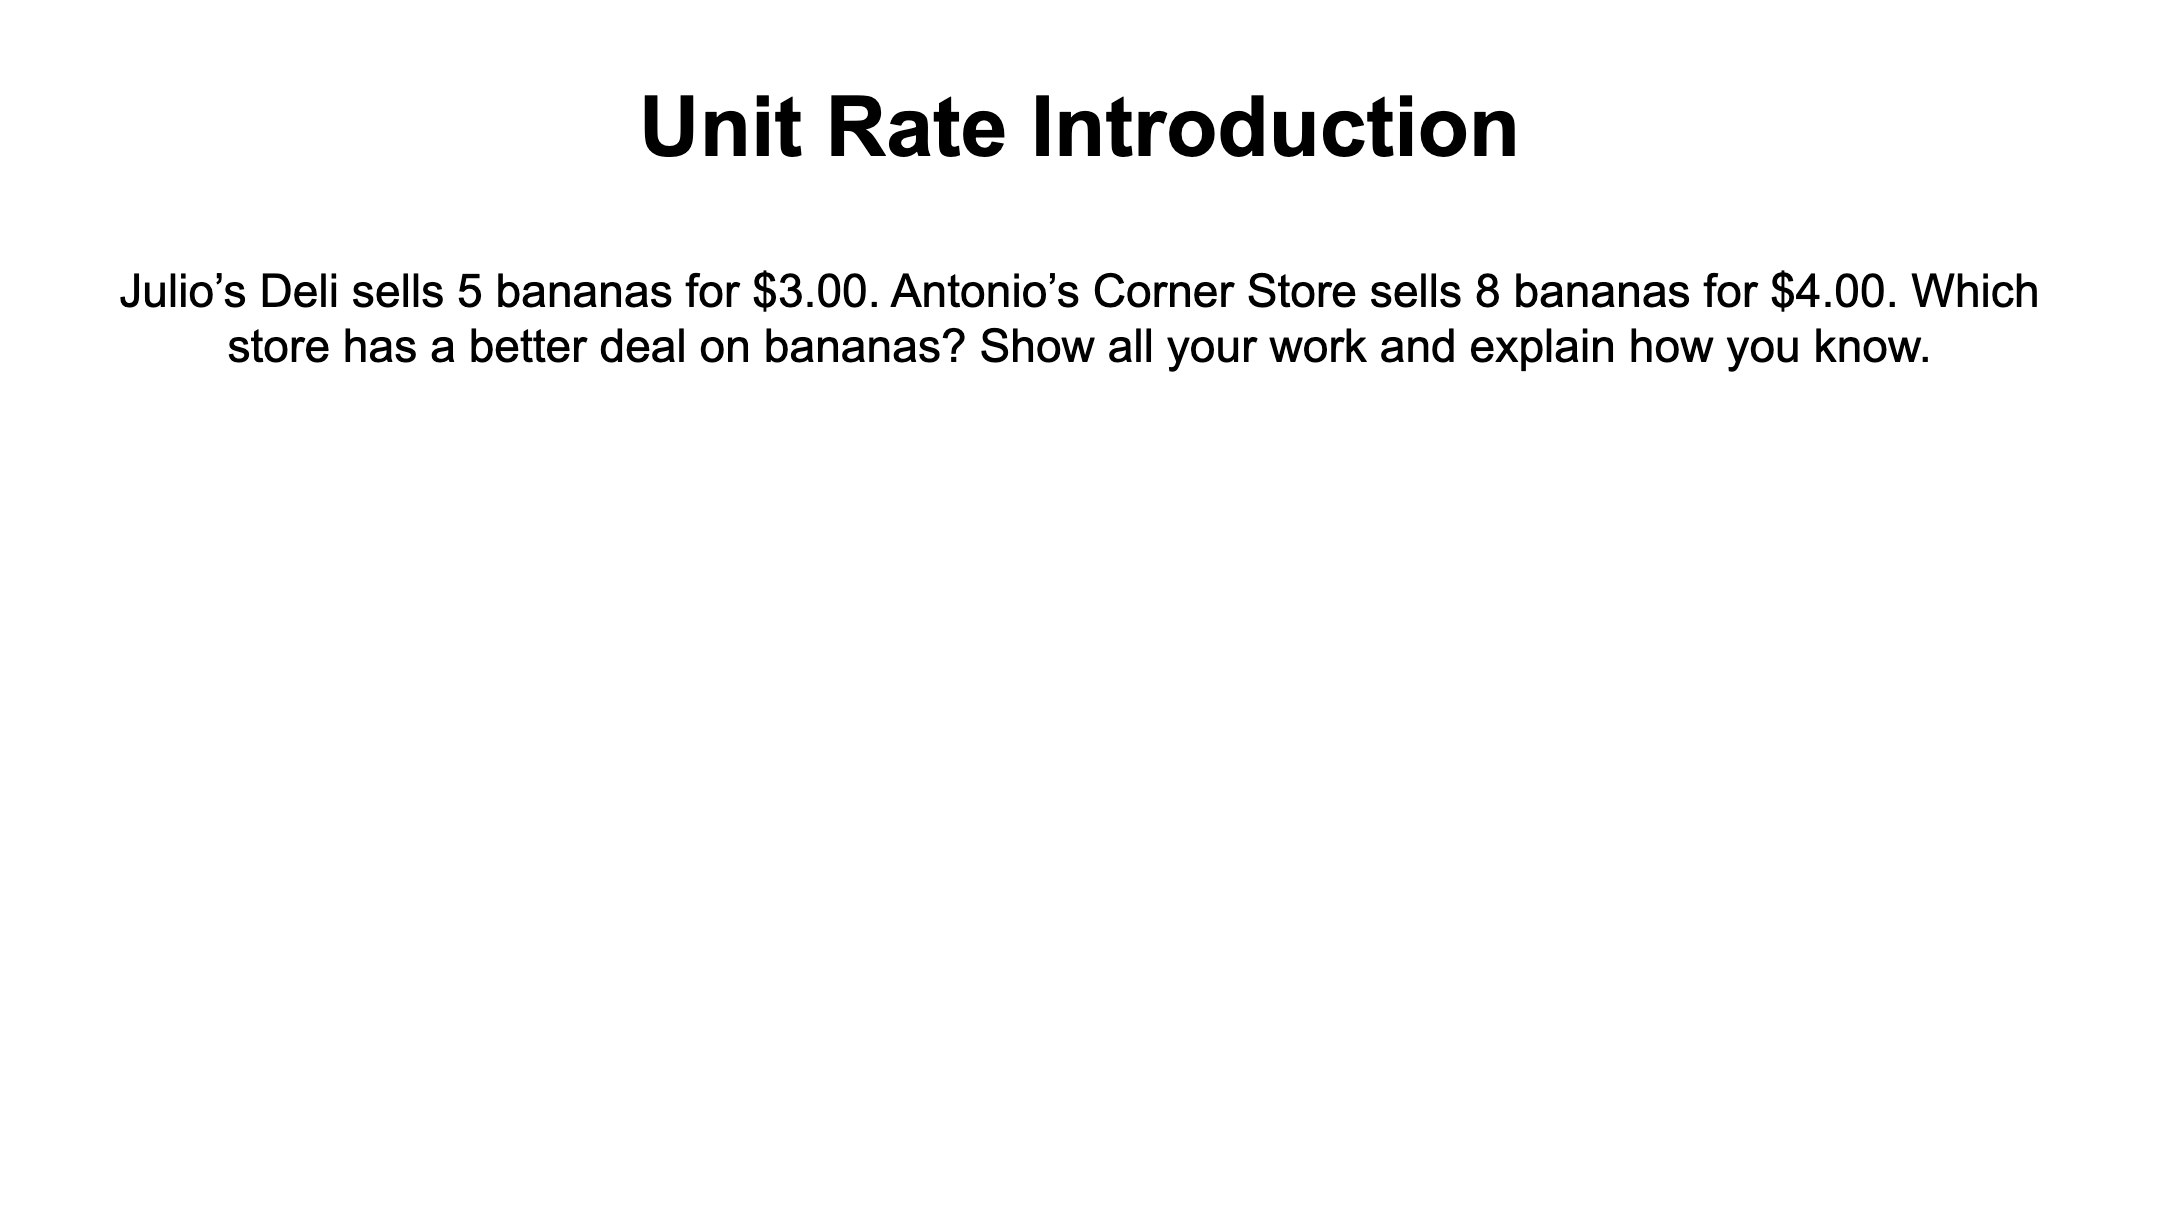 Unit Rate Introduction
Julio’s Deli sells 5 bananas for $3.00. Antonio’s Corner Store sells 8 bananas for $4.00. Which
store has a better deal on bananas? Show all your work and explain how you know.